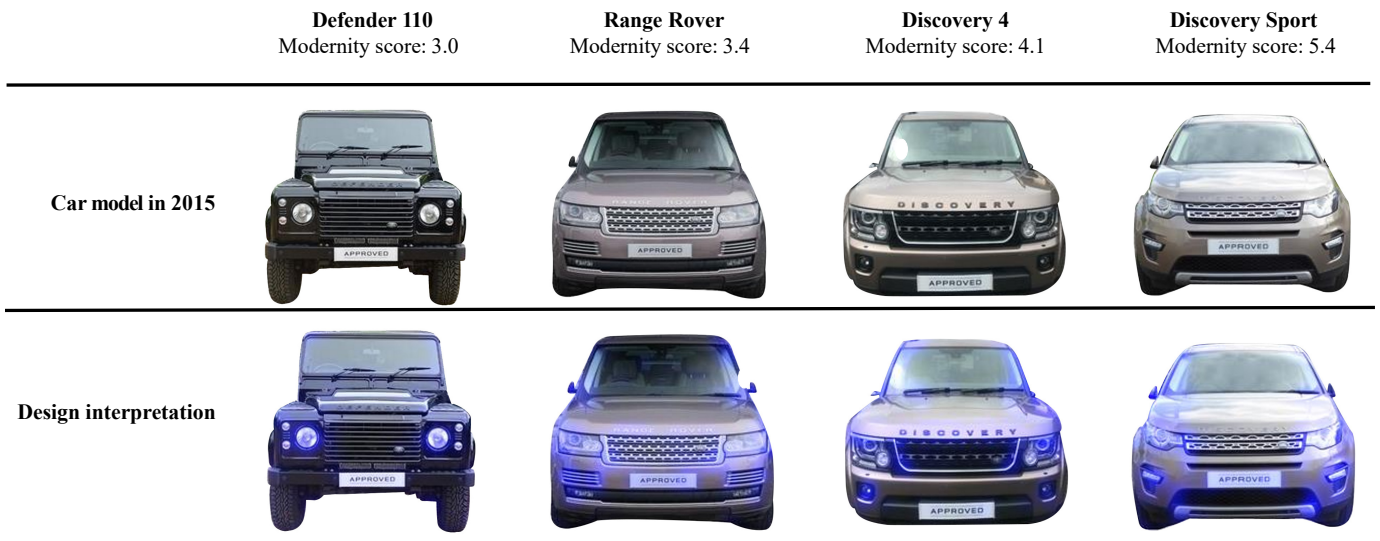 Defender 110
Modernity score: 3.0
Range Rover
Modernity score: 3.4
Discovery 4
Modernity score: 4.1
Discovery Sport
Modernity score: 5.4
Car model in 2015
DEFENDER
APPROVED
RANGE ROVER
APPROVED
DISCOVERY
APPROVED
APPROVED
Design interpretation
DEFENDER
APPROVED
RANGE ROVER
APPROVED
DISCOVERY
APPROVED
APPROVED